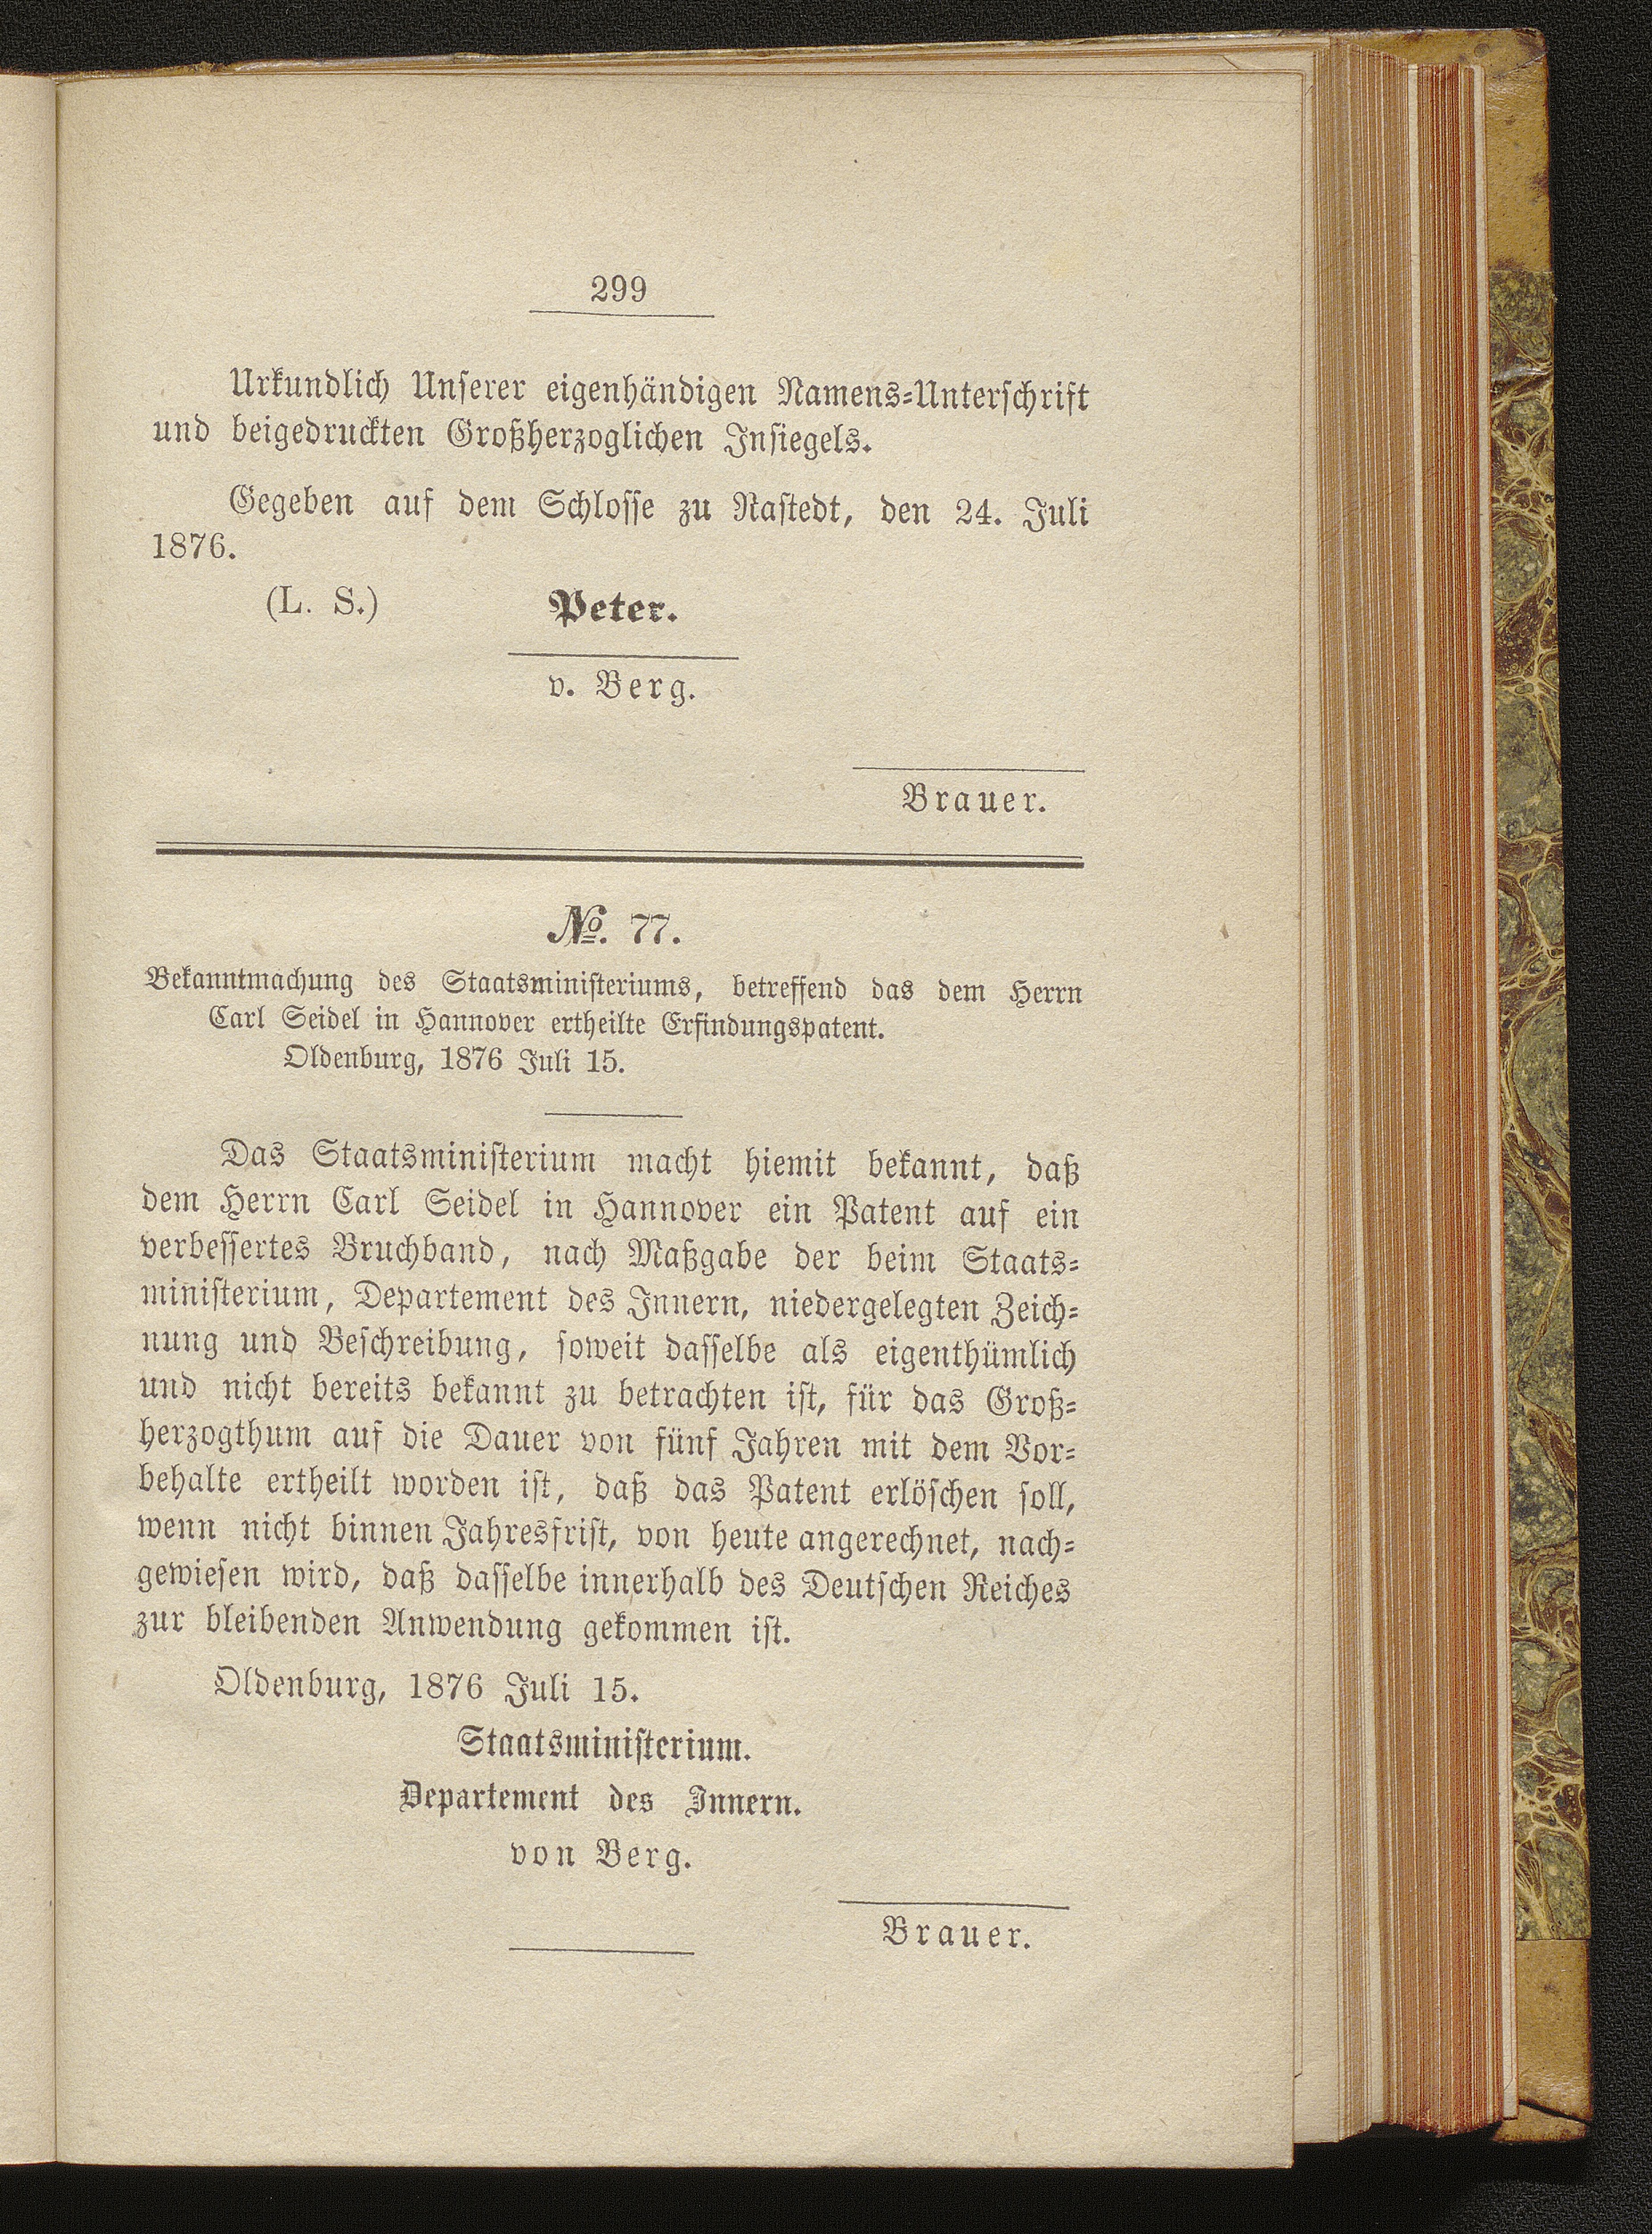 299
Urkundlich Unserer eigenhändigen Namens-Unterschrift
und beigedruckten Großherzoglichen Insiegels.
Gegeben auf dem Schlosse zu Rastedt, den 24. Juli
1876.
(L. S.) Peter.
v. Berg.
Brauer.
№. 77.
Bekanntmachung des Staatsministeriums, betreffend das dem Herrn
Carl Seidel in Hannover ertheilte Erfindungspatent.
Oldenburg, 1876 Juli 15.
Das Staatsministerium macht hiemit bekannt, daß
dem Herrn Carl Seidel in Hannover ein Patent auf ein
verbessertes Bruchband, nach Maßgabe der beim Staats-
ministerium, Departement des Innern, niedergelegten Zeich-
nung und Beschreibung, soweit dasselbe als eigenthümlich
und nicht bereits bekannt zu betrachten ist, für das Groß-
herzogthum auf die Dauer von fünf Jahren mit dem Vor-
behalte ertheilt worden ist, daß das Patent erlöschen soll,
wenn nicht binnen Jahresfrist, von heute angerechnet, nach-
gewiesen wird, daß dasselbe innerhalb des Deutschen Reiches
zur bleibenden Anwendung gekommen ist.
Oldenburg, 1876 Juli 15.
Staatsministerium.
Departement des Innern.
von Berg.
Brauer.